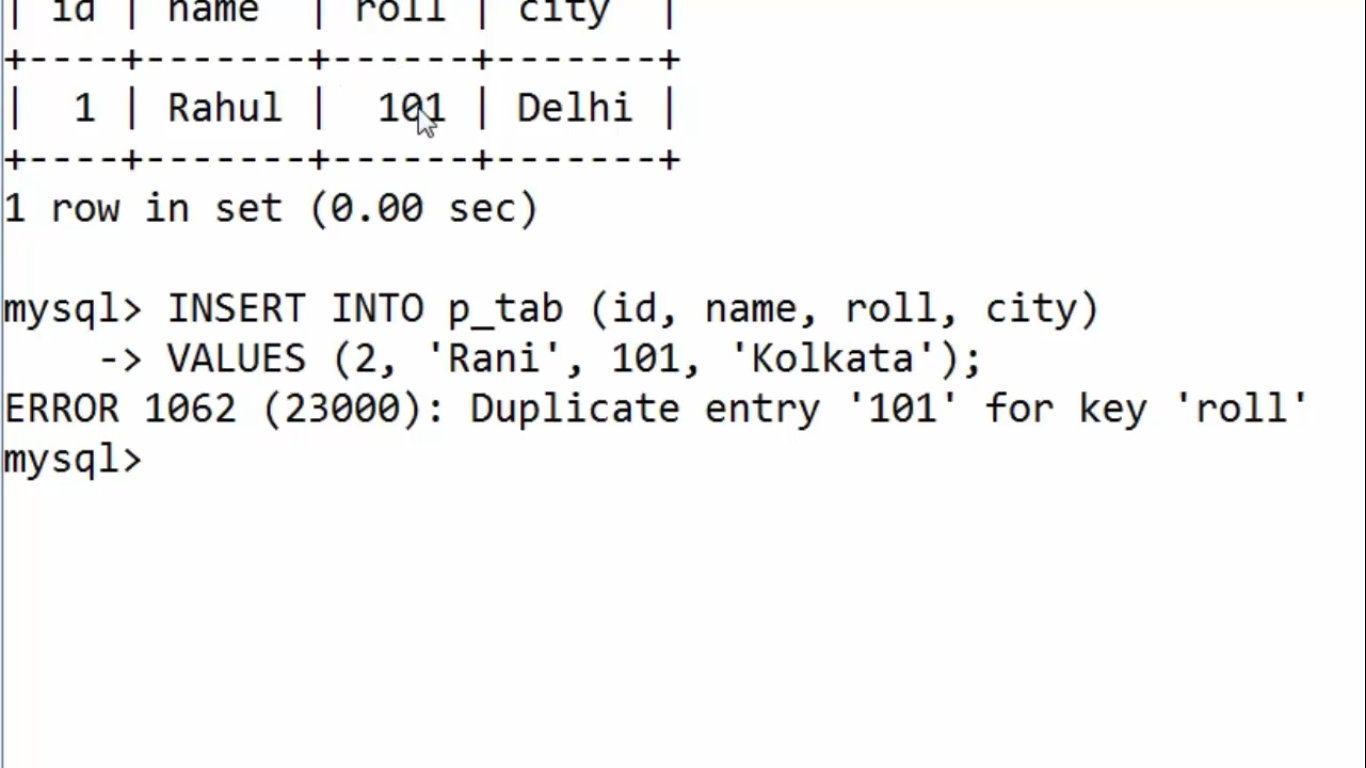 | id | name  | roll | city  |
+----+-------+------+-------+
|  1 | Rahul |  101 | Delhi |
+----+-------+------+-------+
1 row in set (0.00 sec)
mysql> INSERT INTO p_tab (id, name, roll, city)
    -> VALUES (2, 'Rani', 101, 'Kolkata');
ERROR 1062 (23000): Duplicate entry '101' for key 'roll'
mysql>